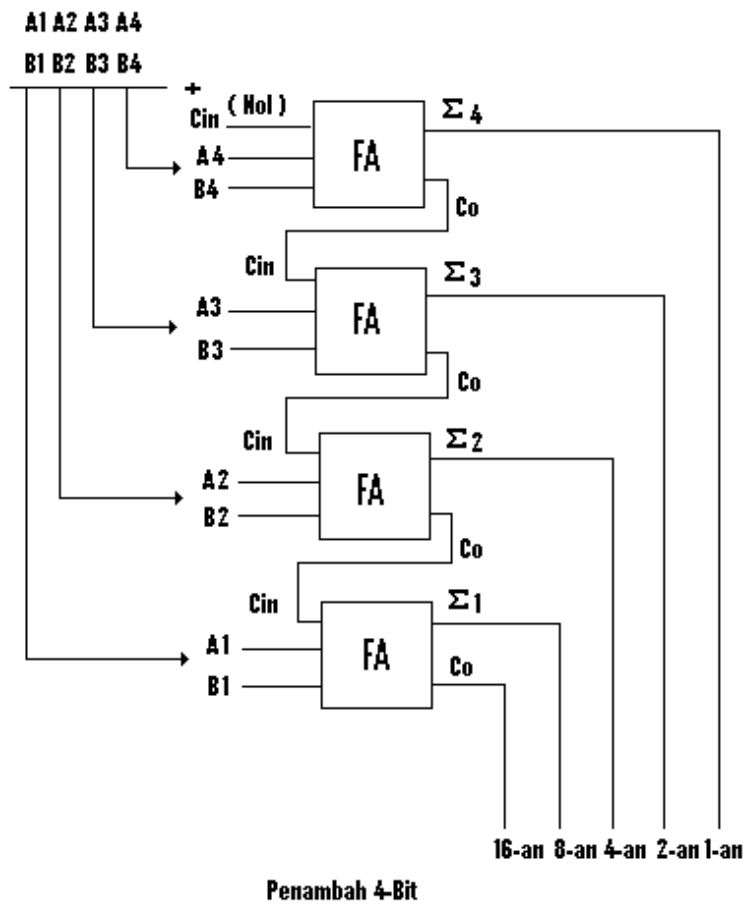 A1 A2 A3 A4
B1 B2 B3 B4
+
Cin ( Nol )
A4
B4
FA
Σ4
Co
Cin
A3
B3
FA
Σ3
Co
Cin
A2
B2
FA
Σ2
Co
Cin
A1
B1
FA
Σ1
Co
16-an 8-an 4-an 2-an 1-an
Penambah 4-Bit